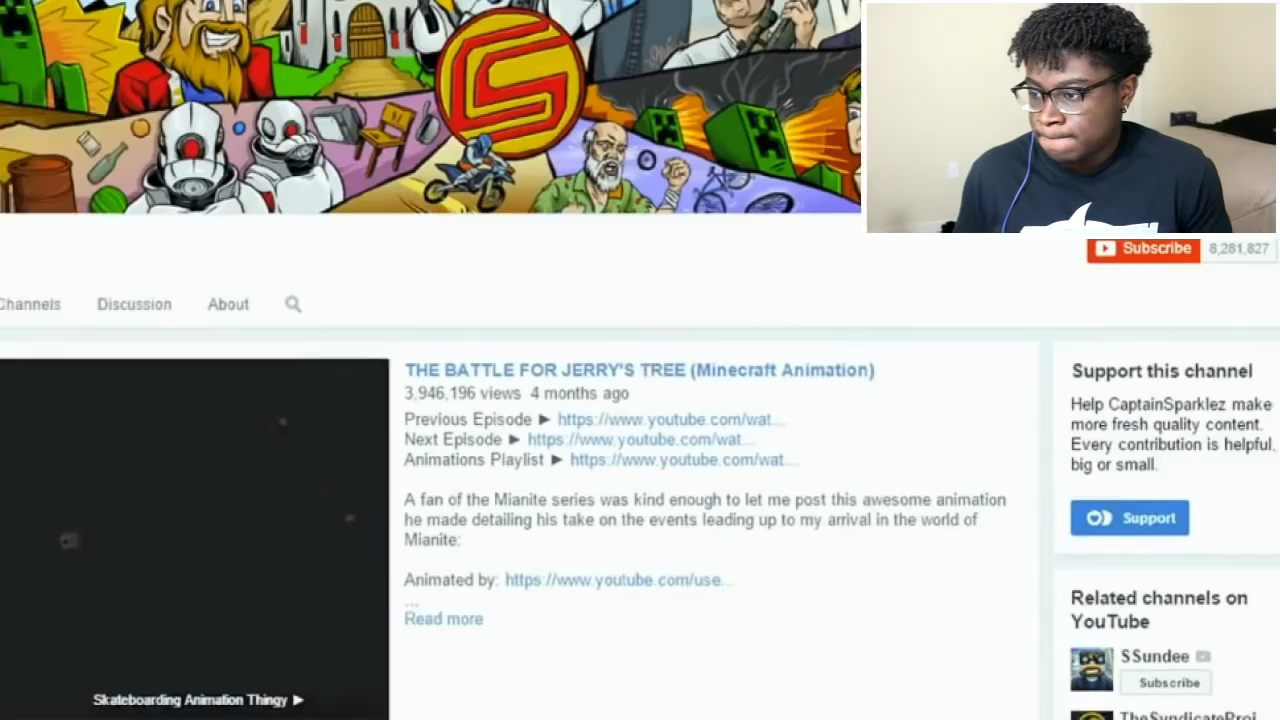 Subscribe 8,281,827
Channels Discussion About
THE BATTLE FOR JERRY'S TREE (Minecraft Animation)
3,946,196 views 4 months ago
Previous Episode ► https://www.youtube.com/wat...
Next Episode ► https://www.youtube.com/wat...
Animations Playlist ► https://www.youtube.com/wat...
A fan of the Mianite series was kind enough to let me post this awesome animation
he made detailing his take on the events leading up to my arrival in the world of
Mianite:
Animated by: https://www.youtube.com/use...
...
Read more
Skateboarding Animation Thingy ►
Support this channel
Help CaptainSparklez make
more fresh quality content.
Every contribution is helpful,
big or small.
Support
Related channels on
YouTube
SSundee
Subscribe
TheSyndicateProj